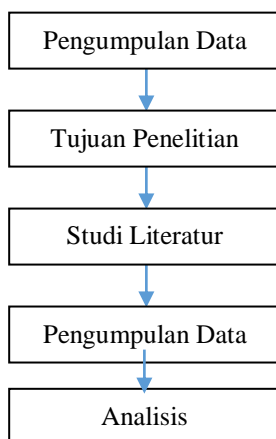 Pengumpulan Data
Tujuan Penelitian
Studi Literatur
Pengumpulan Data
Analisis